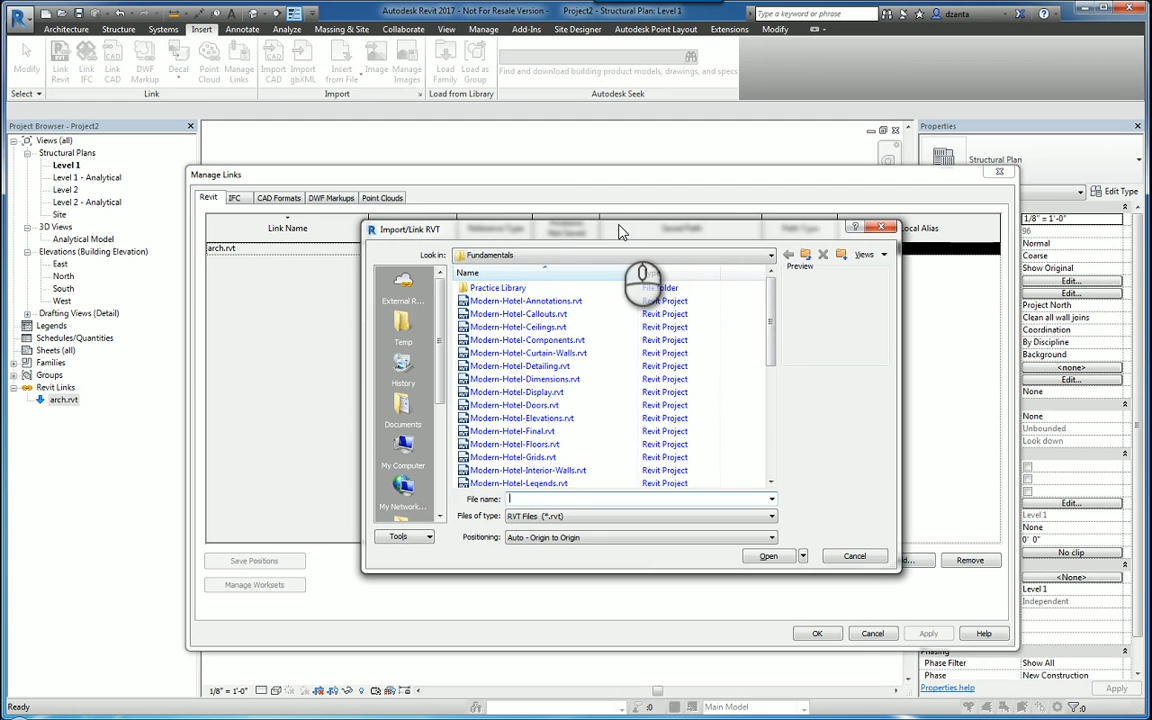 Autodesk Revit 2017 - Not For Resale Version -    Project2 - Structural Plan: Level 1
Type a keyword or phrase
dzanta
Architecture Structure Systems Insert Annotate Analyze Massing & Site Collaborate View Manage Add-Ins Site Designer Autodesk Point Layout Extensions Modify
Modify
Link Revit
Link IFC
Link CAD
DWF Markup
Decal
Point Cloud
Manage Links
Import CAD
Import gbXML
Insert from File
Image
Manage Images
Load Family
Load as Group
Find and download building product models, drawings, and specs
Select
Link
Import
Load from Library
Autodesk Seek
Project Browser - Project2
Views (all)
Structural Plans
Level 1
Level 1 - Analytical
Level 2
Level 2 - Analytical
Site
3D Views
Analytical Model
Elevations (Building Elevation)
East
North
South
West
Drafting Views (Detail)
Legends
Schedules/Quantities
Sheets (all)
Families
Groups
Revit Links
arch.rvt
Manage Links
Revit IFC CAD Formats DWF Markups Point Clouds
Link Name
Reference Type
Positions Not Saved
Saved Path
Path Type
Local Alias
arch.rvt
Save Positions
Manage Worksets
Remove
OK Cancel Apply Help
Import/Link RVT
Look in: Fundamentals
Views
Name
Preview
External R...
Temp
History
Documents
My Computer
My Network...
Practice Library
Modern-Hotel-Annotations.rvt Revit Project
Modern-Hotel-Callouts.rvt Revit Project
Modern-Hotel-Ceilings.rvt Revit Project
Modern-Hotel-Components.rvt Revit Project
Modern-Hotel-Curtain-Walls.rvt Revit Project
Modern-Hotel-Detailing.rvt Revit Project
Modern-Hotel-Dimensions.rvt Revit Project
Modern-Hotel-Display.rvt Revit Project
Modern-Hotel-Doors.rvt Revit Project
Modern-Hotel-Elevations.rvt Revit Project
Modern-Hotel-Final.rvt Revit Project
Modern-Hotel-Floors.rvt Revit Project
Modern-Hotel-Grids.rvt Revit Project
Modern-Hotel-Interior-Walls.rvt Revit Project
Modern-Hotel-Legends.rvt Revit Project
File name:
Files of type: RVT Files (*.rvt)
Positioning: Auto - Origin to Origin
Tools
Open
Cancel
Properties
Structural Plan
Edit Type
1/8" = 1'-0"
96
Normal
Coarse
Show Original
Edit...
Edit...
Project North
Clean all wall joins
Coordination
By Discipline
Background
<none>
Edit...
None
None
Unbounded
Look down
Edit...
Level 1
None
0' 0"
No clip
<None>
Level 1
Independent
Phasing
Phase Filter Show All
Phase New Construction
Properties help
Apply
1/8" = 1'-0"
Ready
:0
Main Model
:0